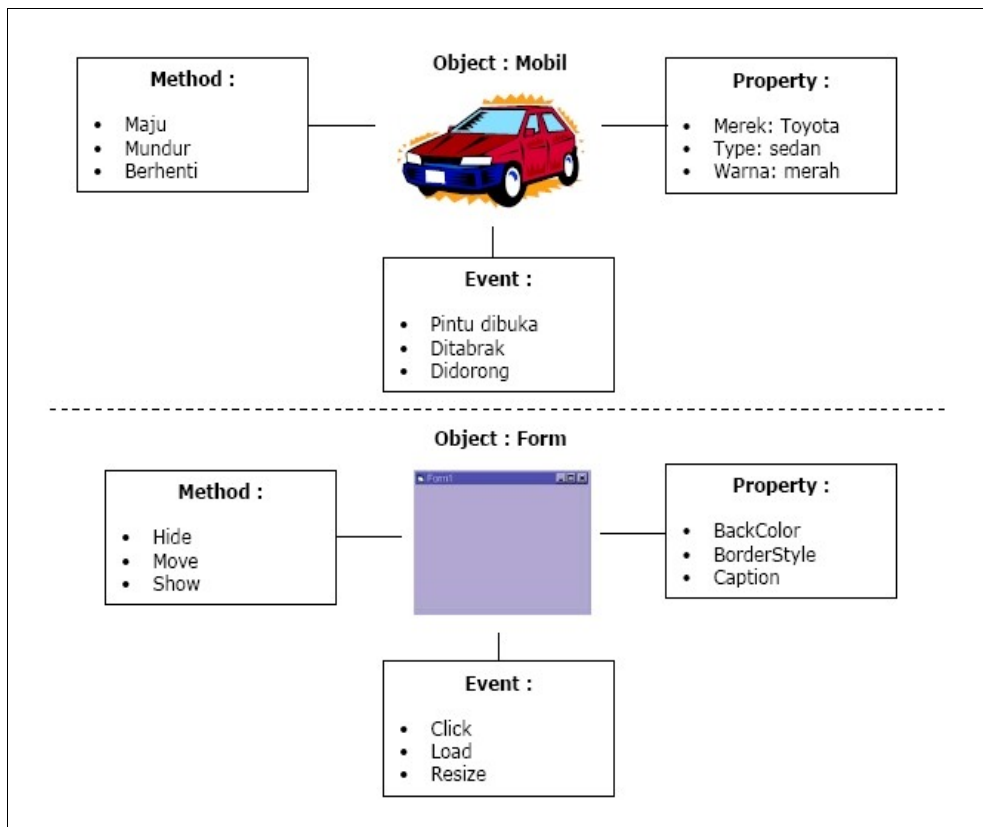 Object : Mobil
Method :
• Maju
• Mundur
• Berhenti
Property :
• Merek: Toyota
• Type: sedan
• Warna: merah
Event :
• Pintu dibuka
• Ditabrak
• Didorong
Object : Form
Method :
• Hide
• Move
• Show
Form1
Property :
• BackColor
• BorderStyle
• Caption
Event :
• Click
• Load
• Resize